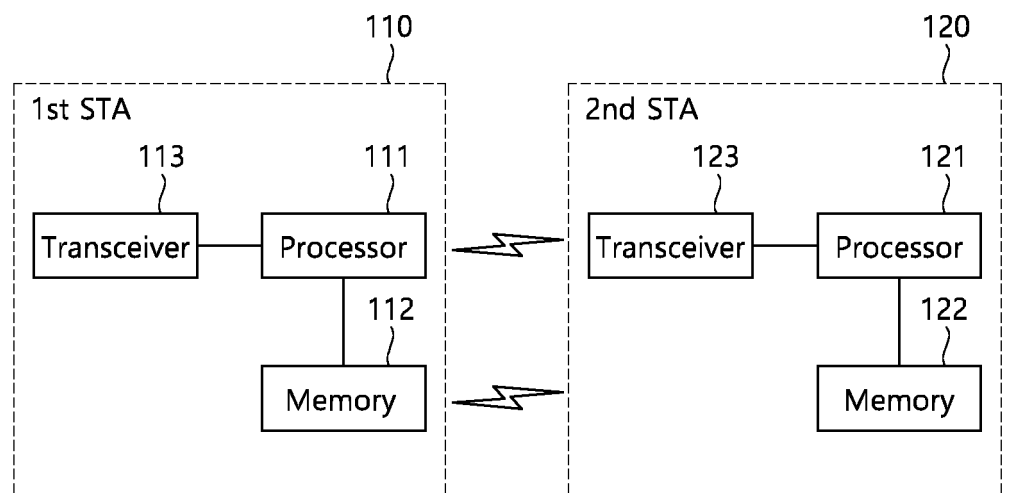 110 120
1st STA 2nd STA
113 111 123 121
Transceiver Processor Transceiver Processor
112 122
Memory Memory